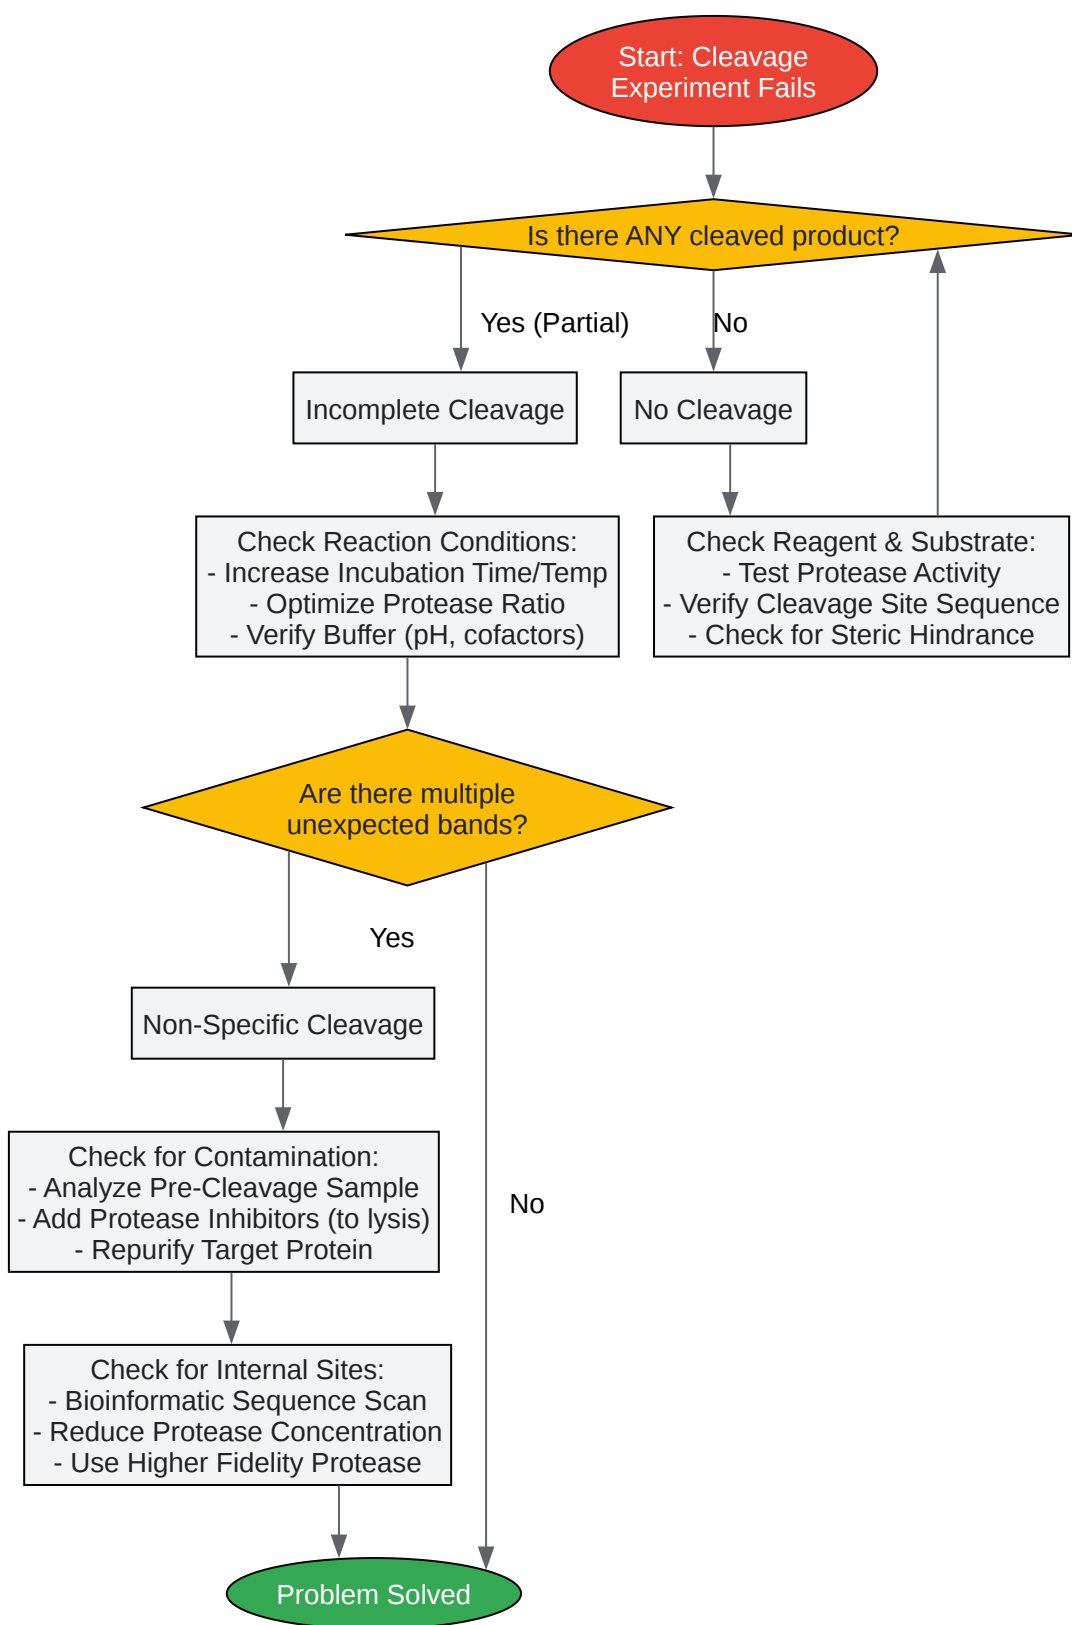 Start: Cleavage
Experiment Fails
Is there ANY cleaved product?
Yes (Partial)
No
Incomplete Cleavage
No Cleavage
Check Reaction Conditions:
- Increase Incubation Time/Temp
- Optimize Protease Ratio
- Verify Buffer (pH, cofactors)
Check Reagent & Substrate:
- Test Protease Activity
- Verify Cleavage Site Sequence
- Check for Steric Hindrance
Are there multiple
unexpected bands?
Yes
Non-Specific Cleavage
Check for Contamination:
- Analyze Pre-Cleavage Sample
- Add Protease Inhibitors (to lysis)
- Repurify Target Protein
No
Check for Internal Sites:
- Bioinformatic Sequence Scan
- Reduce Protease Concentration
- Use Higher Fidelity Protease
Problem Solved